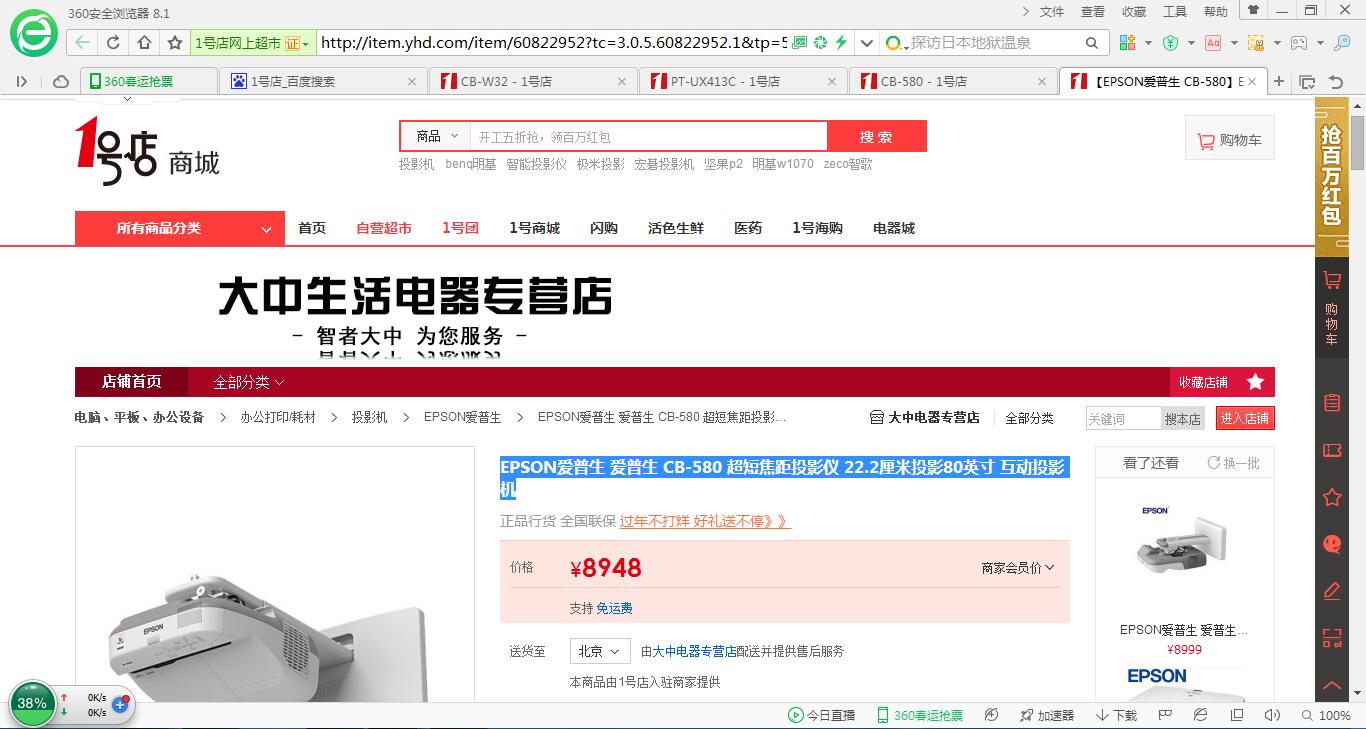 360安全浏览器 8.1
文件 查看 收藏 工具 帮助
1号店网上超市 证
http://item.yhd.com/item/60822952?tc=3.0.5.60822952.1&tp=5
探访日本地狱温泉
360春运抢票
1号店_百度搜索
CB-W32 - 1号店
PT-UX413C - 1号店
CB-580 - 1号店
【EPSON爱普生 CB-580】E
1号店 商城
商品
开工五折抢，领百万红包
搜 索
购物车
投影机 benq明基 智能投影仪 极米投影 宏碁投影机 坚果p2 明基w1070 zeco智歌
抢百万红包
所有商品分类
首页 自营超市 1号团 1号商城 闪购 活色生鲜 医药 1号海购 电器城
大中生活电器专营店
- 智者大中 为您服务 -
购物车
店铺首页
全部分类
收藏店铺
电脑、平板、办公设备 > 办公打印/耗材 > 投影机 > EPSON爱普生 > EPSON爱普生 爱普生 CB-580 超短焦距投影...
大中电器专营店
全部分类
关键词
搜本店
进入店铺
EPSON爱普生 爱普生 CB-580 超短焦距投影仪 22.2厘米投影80英寸 互动投影
机
正品行货 全国联保 过年不打烊 好礼送不停》》
价格
¥8948
商家会员价
支持 免运费
送货至
北京
由大中电器专营店配送并提供售后服务
本商品由1号店入驻商家提供
EPSON
看了还看
换一批
EPSON
EPSON爱普生 爱普生...
¥8999
EPSON
38%
0K/s
0K/s
今日直播
360春运抢票
加速器
下载
100%